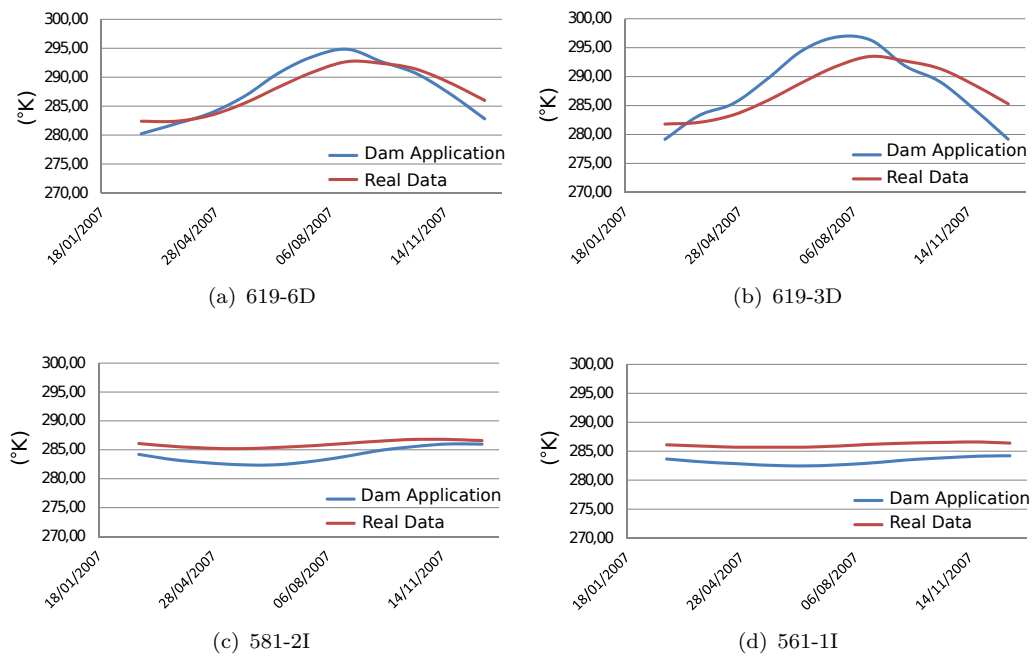 300,00
295,00
290,00
285,00
280,00
275,00
270,00
(°K)
Dam Application
Real Data
18/01/2007
28/04/2007
06/08/2007
14/11/2007
(a) 619-6D
300,00
295,00
290,00
285,00
280,00
275,00
270,00
(°K)
Dam Application
Real Data
18/01/2007
28/04/2007
06/08/2007
14/11/2007
(b) 619-3D
300,00
295,00
290,00
285,00
280,00
275,00
270,00
(°K)
Dam Application
Real Data
18/01/2007
28/04/2007
06/08/2007
14/11/2007
(c) 581-2I
300,00
295,00
290,00
285,00
280,00
275,00
270,00
(°K)
Dam Application
Real Data
18/01/2007
28/04/2007
06/08/2007
14/11/2007
(d) 561-1I